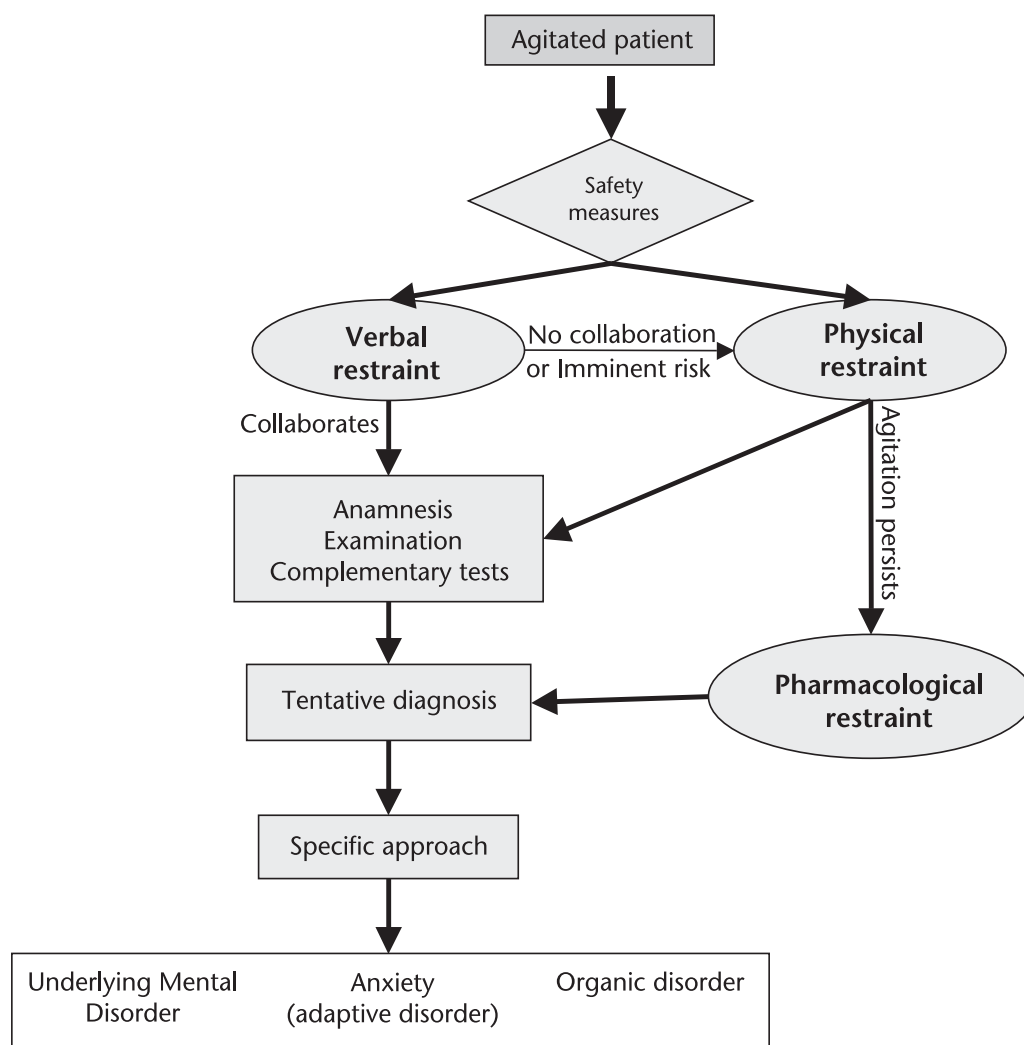 Agitated patient
Safety
measures
Verbal
restraint
No collaboration
or Imminent risk
Physical
restraint
Collaborates
Agitation persists
Anamnesis
Examination
Complementary tests
Tentative diagnosis
Pharmacological
restraint
Specific approach
Underlying Mental
Disorder
Anxiety
(adaptive disorder)
Organic disorder